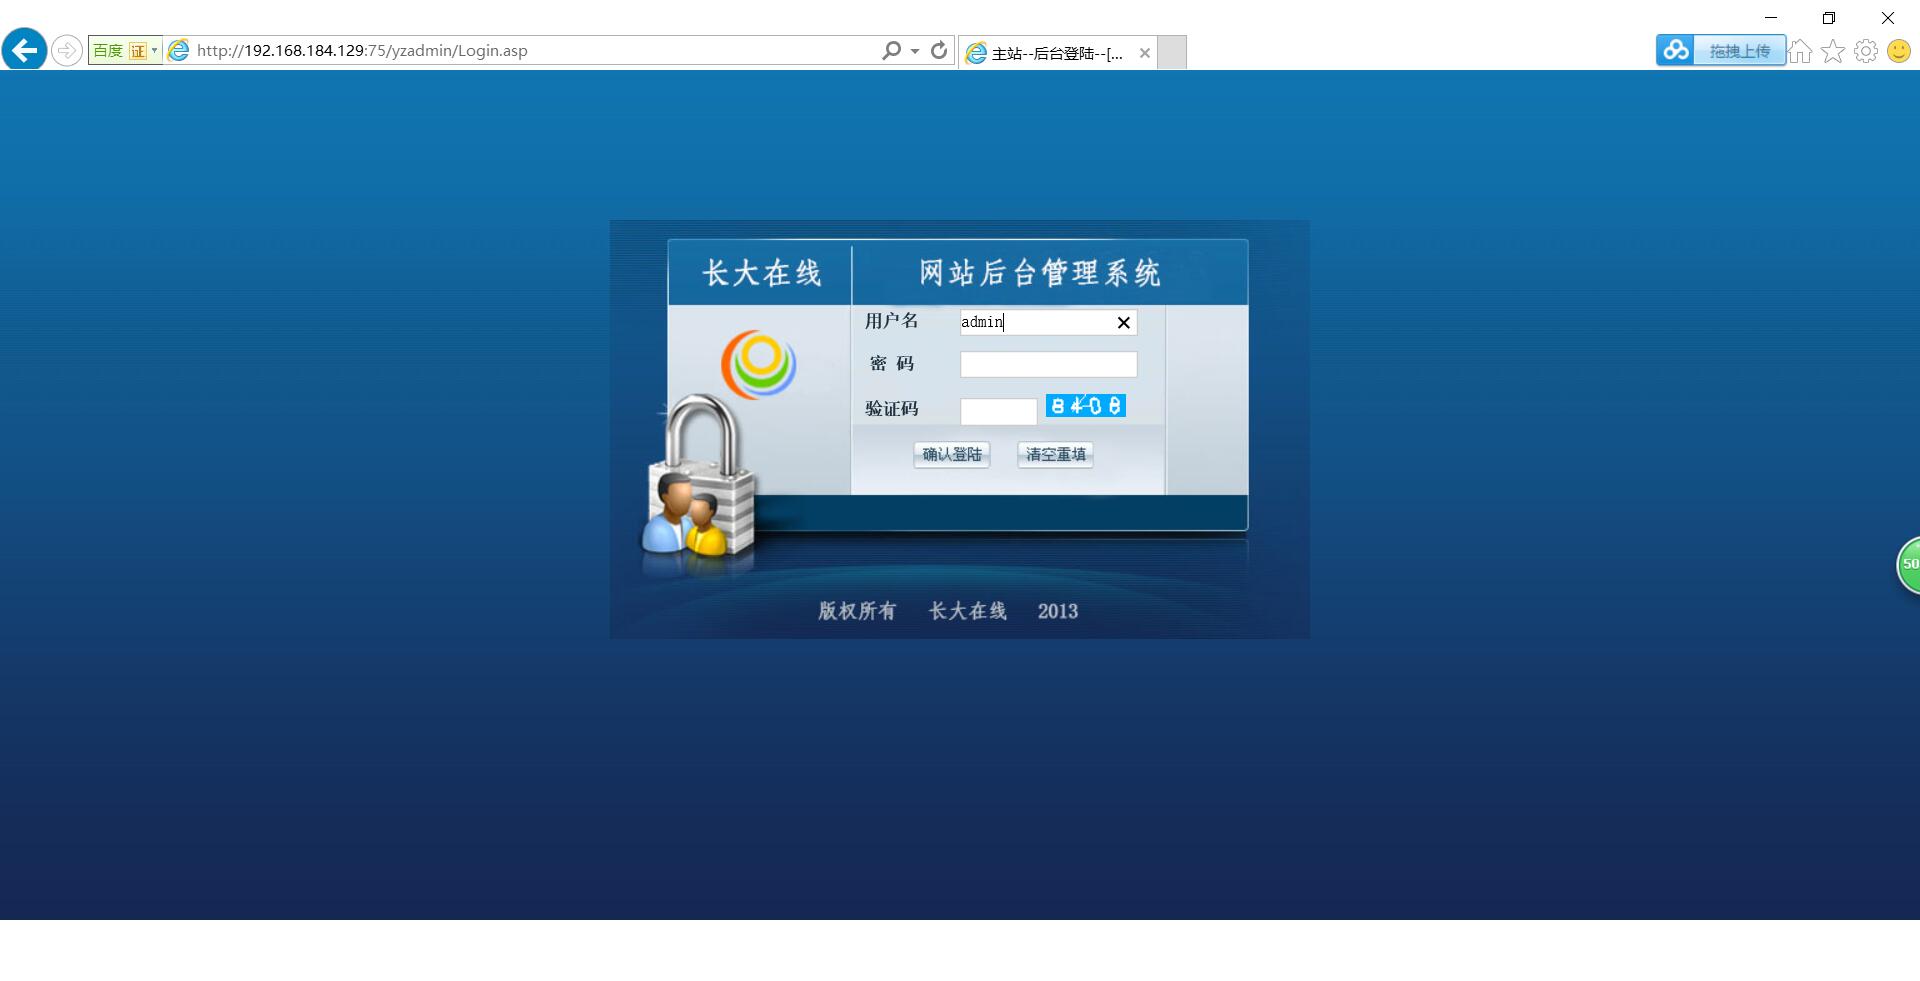 百度 证 http://192.168.184.129:75/yzadmin/Login.asp 主站--后台登陆--[... 拖拽上传
长大在线 网站后台管理系统
用户名 admin
密 码
验证码 8408
确认登陆 清空重填
50
版权所有 长大在线 2013